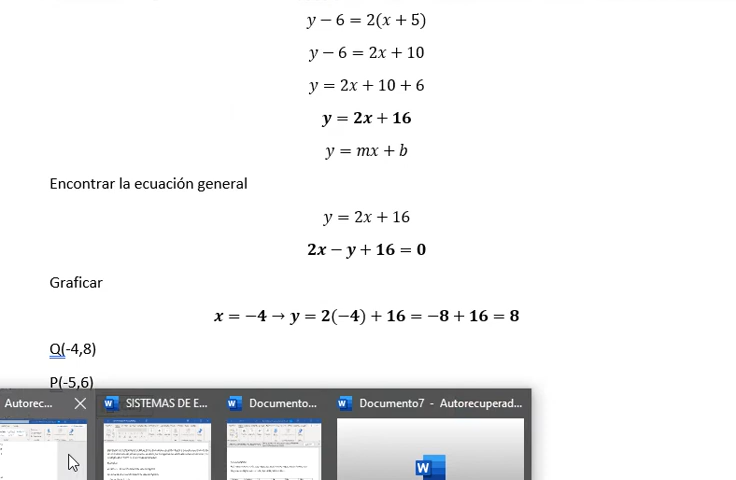 y − 6 = 2(x + 5)
y − 6 = 2x + 10
y = 2x + 10 + 6
y = 2x + 16
y = mx + b
Encontrar la ecuación general
y = 2x + 16
2x − y + 16 = 0
Graficar
x = −4 → y = 2(−4) + 16 = −8 + 16 = 8
Q(-4,8)
P(-5,6)
Autorec... SISTEMAS DE E... Documento... Documento7 - Autorecuperad...
W